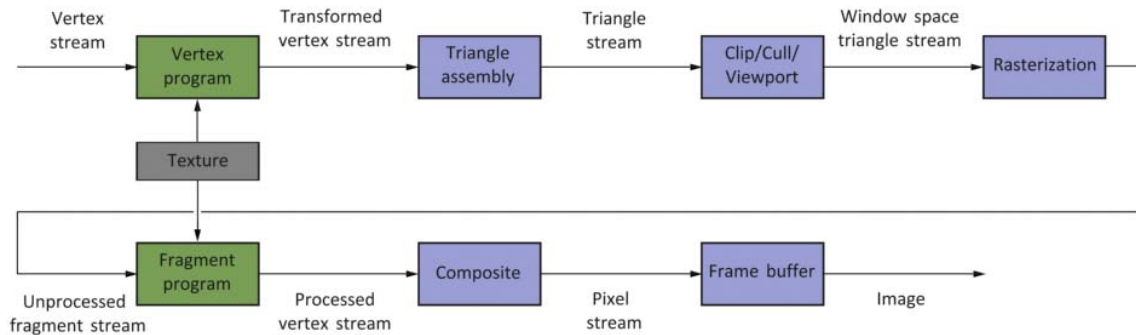 Vertex
stream
Vertex
program
Transformed
vertex stream
Triangle
assembly
Triangle
stream
Clip/Cull/
Viewport
Window space
triangle stream
Rasterization
Texture
Unprocessed
fragment stream
Fragment
program
Processed
vertex stream
Composite
Pixel
stream
Frame buffer
Image